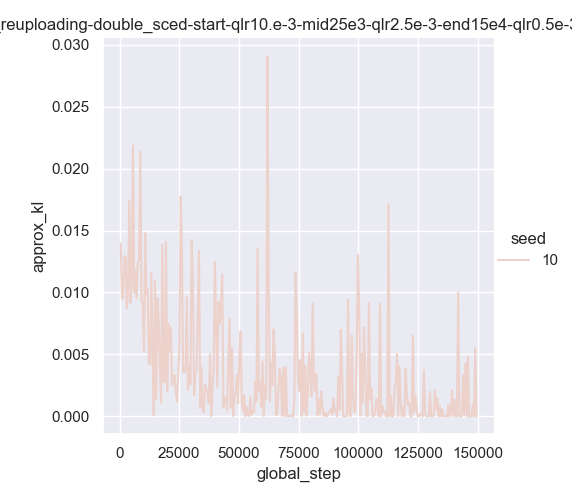 _reuploading-double_sced-start-qlr10.e-3-mid25e3-qlr2.5e-3-end15e4-qlr0.5e-3
0.030
0.025
0.020
0.015
0.010
0.005
0.000
approx_kl
0 25000 50000 75000 100000 125000 150000
global_step
seed
10